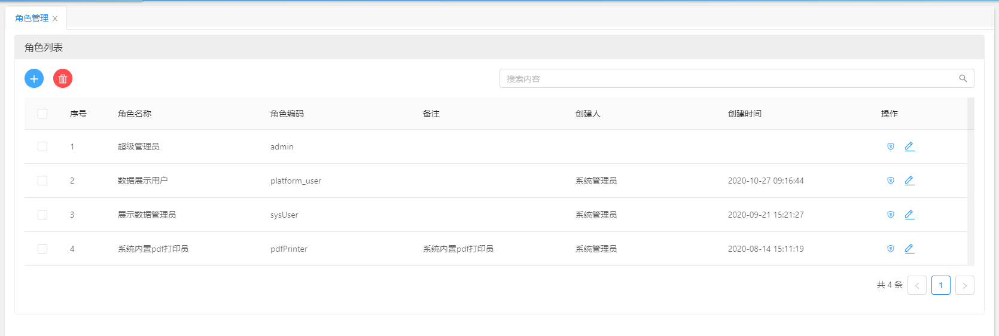 角色管理
角色列表
搜索内容
序号 角色名称 角色编码 备注 创建人 创建时间 操作
1 超级管理员 admin
2 数据展示用户 platform_user 系统管理员 2020-10-27 09:16:44
3 展示数据管理员 sysUser 系统管理员 2020-09-21 15:21:27
4 系统内置pdf打印员 pdfPrinter 系统内置pdf打印员 系统管理员 2020-08-14 15:11:19
共 4 条 < 1 >